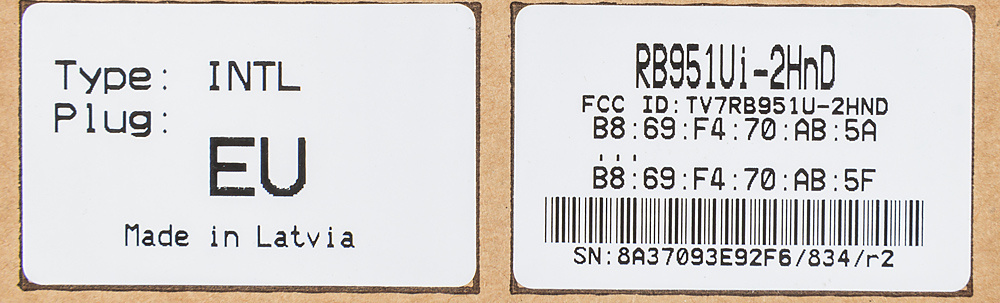 Type: INTL
Plug:
EU
Made in Latvia
RB951Ui-2HnD
FCC ID:TV7RB951U-2HND
B8:69:F4:70:AB:5A
...
B8:69:F4:70:AB:5F
SN:8A37093E92F6/834/r2